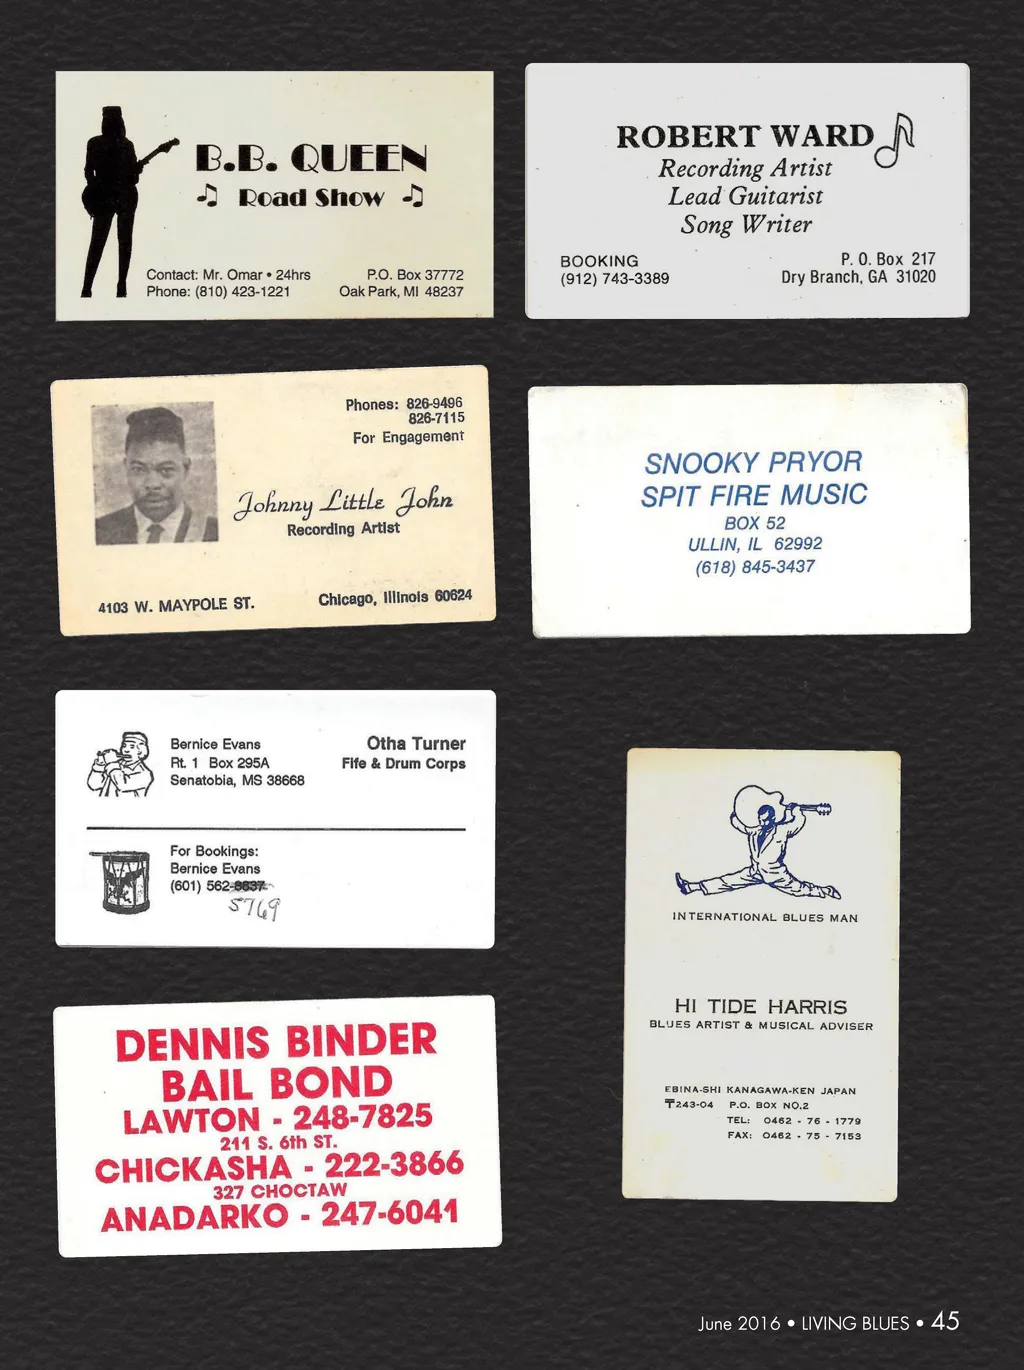 B.B. QUEEN
Road Show
Contact: Mr. Omar • 24hrs
Phone: (810) 423-1221
P.O. Box 37772
Oak Park, MI 48237
ROBERT WARD
Recording Artist
Lead Guitarist
Song Writer
BOOKING
(912) 743-3389
P. O. Box 217
Dry Branch, GA 31020
Phones: 826-9496
826-7115
For Engagement
Johnny Little John
Recording Artist
4103 W. MAYPOLE ST.
Chicago, Illinois 60624
SNOOKY PRYOR
SPIT FIRE MUSIC
BOX 52
ULLIN, IL 62992
(618) 845-3437
Bernice Evans
Rt. 1 Box 295A
Senatobia, MS 38668
Otha Turner
Fife & Drum Corps
For Bookings:
Bernice Evans
(601) 562-8637
5769
INTERNATIONAL BLUES MAN
HI TIDE HARRIS
BLUES ARTIST & MUSICAL ADVISER
EBINA-SHI KANAGAWA-KEN JAPAN
〒243-04 P.O. BOX NO.2
TEL: 0462 - 76 - 1779
FAX: 0462 - 75 - 7153
DENNIS BINDER
BAIL BOND
LAWTON - 248-7825
211 S. 6th ST.
CHICKASHA - 222-3866
327 CHOCTAW
ANADARKO - 247-6041
June 2016 • LIVING BLUES • 45